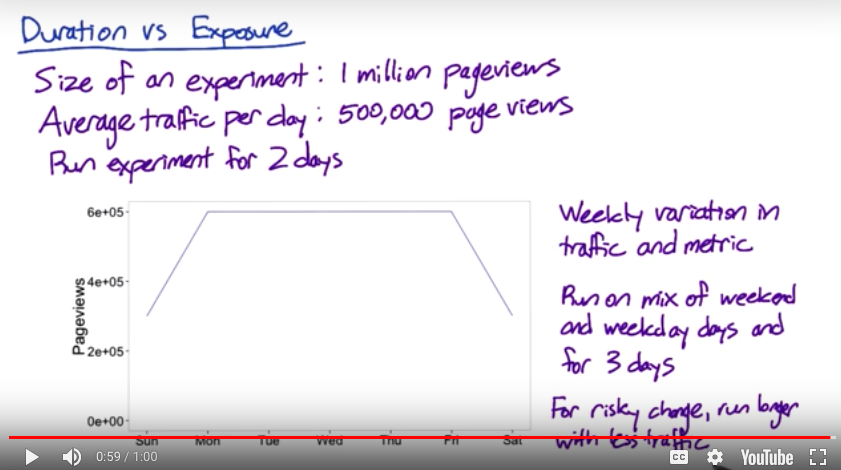 Duration vs Exposure
Size of an experiment: 1 million pageviews
Average traffic per day: 500,000 page views
Run experiment for 2 days
6e+05
4e+05
2e+05
0e+00
Pageviews
Sun Mon Tue Wed Thu Fri Sat
Weekly variation in
traffic and metric
Run on mix of weekend
and weekday days and
for 3 days
For risky change, run longer
with less traffic
0:59 / 1:00
CC
YouTube